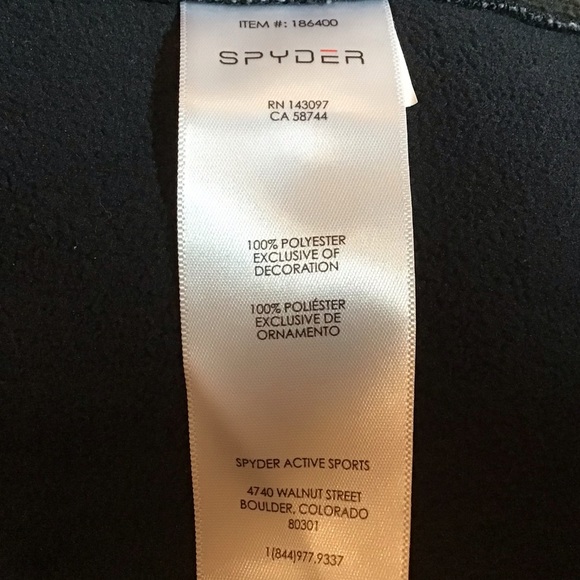 ITEM #: 186400
SPYDER
RN 143097
CA 58744
100% POLYESTER
EXCLUSIVE OF
DECORATION
100% POLIÉSTER
EXCLUSIVE DE
ORNAMENTO
SPYDER ACTIVE SPORTS
4740 WALNUT STREET
BOULDER, COLORADO
80301
1(844)977.9337